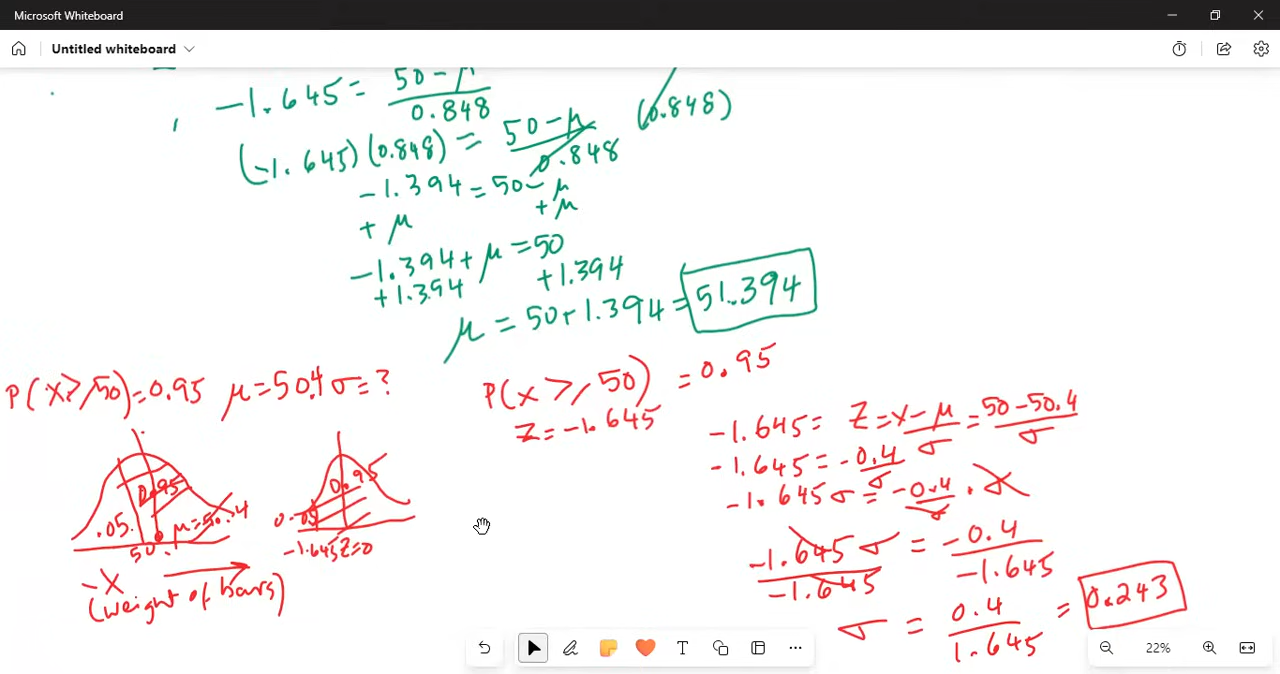 Microsoft Whiteboard
Untitled whiteboard
-1.645 = 50-μ / 0.848
(-1.645)(0.848) = 50-μ / 0.848 (0.848)
-1.394 = 50-μ
+μ +μ
-1.394+μ = 50
+1.394 +1.394
μ = 50+1.394 = 51.394
P(x≥50)=0.95 μ=50.4 σ=?
0.95
.05
μ=50.4
50
-X
(weight of bars)
0.95
0.05
-1.645 Z=0
P(x≥50) = 0.95
Z=-1.645
-1.645 = Z = x-μ / σ = 50-50.4 / σ
-1.645 = -0.4 / σ
-1.645σ = -0.4 / σ · σ
-1.645σ / -1.645 = -0.4 / -1.645
σ = 0.4 / 1.645 = 0.243
T
22%